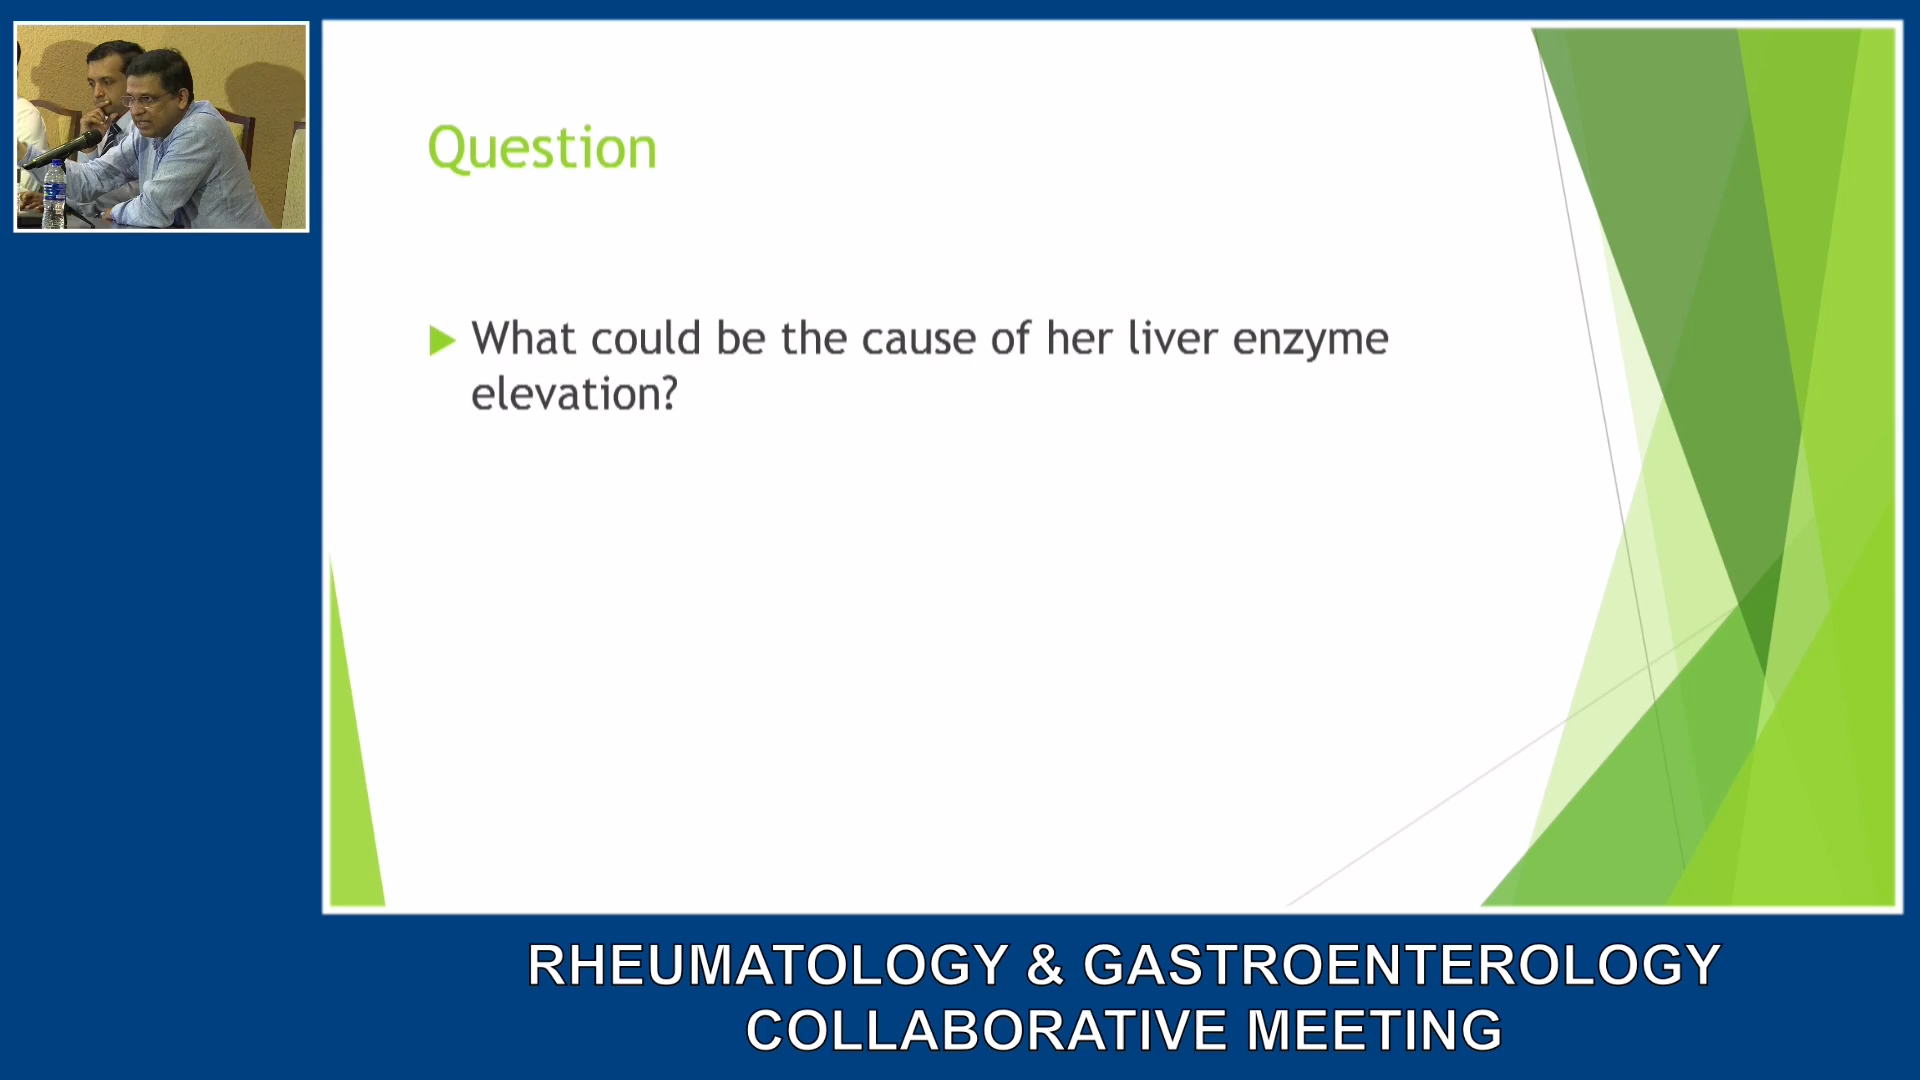 Question
What could be the cause of her liver enzyme
elevation?
RHEUMATOLOGY & GASTROENTEROLOGY
COLLABORATIVE MEETING